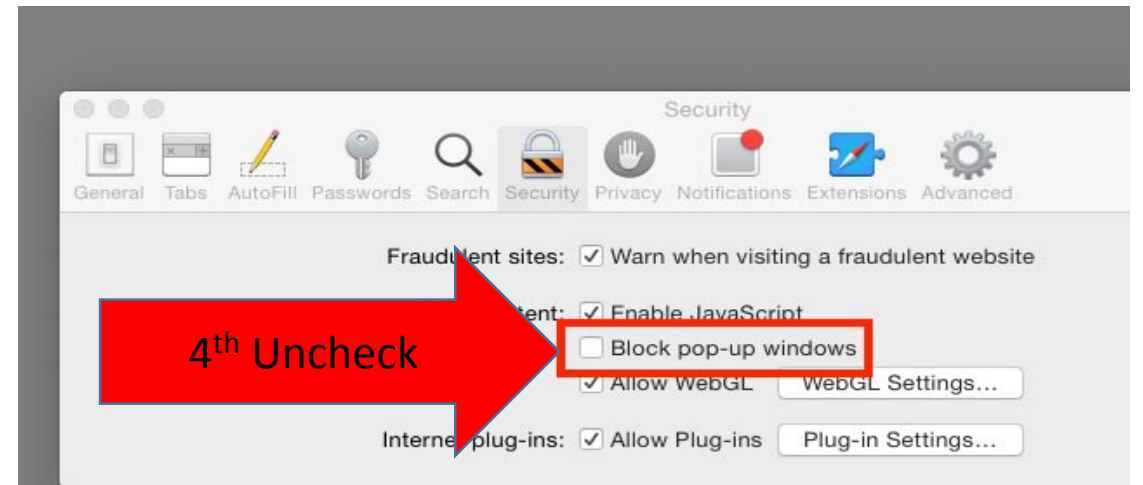 Security
General Tabs AutoFill Passwords Search Security Privacy Notifications Extensions Advanced
Fraudulent sites: Warn when visiting a fraudulent website
Enable JavaScript
4th Uncheck
Block pop-up windows
Allow WebGL WebGL Settings...
Internet plug-ins: Allow Plug-ins Plug-in Settings...